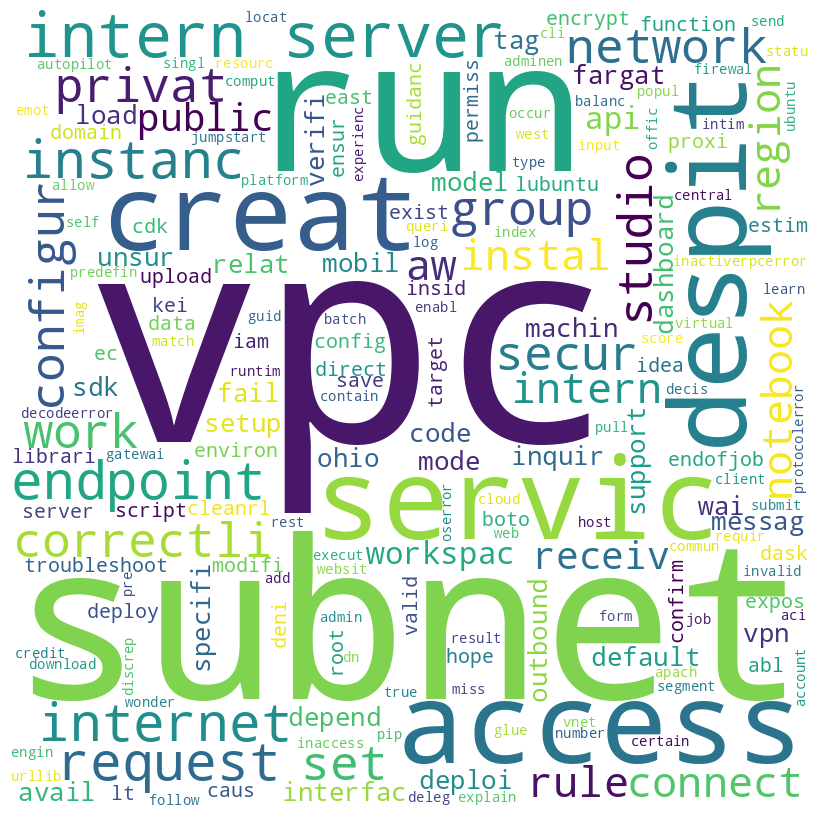 locat
send
intern server
tag
encrypt
function
cli
autopilot
singl
resourc
adminen
network
statu
privat
comput
fargat
firewal
emot
load
public
east
balanc
popul
run
verifi
guidanc
permiss
api
despit
region
ubuntu
domain
jumpstart
ensur
occur
west
input
offic
intim
proxi
experienc
instanc
platform
model
type
lubuntu
studio
central
allow
creat
exist
group
estim
self
cdk
queri
log
index
dashboard
configur
unsur
relat
mobil
aw
instal
inactiverpcerror
predefin
upload
insid
vpc
enabl
learn
imag
kei
data
guid
batch
config
target
machin
virtual
notebook
match
iam
secur
score
ec
runtim
direct
idea
decis
sdk
save
contain
intern
decodeerror
fail
work
setup
code
pull
protocolerror
librari
gatewai
environ
ohio
mode
inquir
support
endofjob
endpoint
servic
client
server
script
cleanrl
oserror
cloud
boto
web
host
wai
submit
rest
messag
requir
correctli
execut
workspac
receiv
commun
dask
troubleshoot
modifi
websit
subnet
apach
invalid
pre
add
confirm
expos
deploy
specifi
deni
admin
valid
form
job
aci
root
result
outbound
vpn
credit
hope
default
download
discrep
miss
segment
abl
account
wonder
true
access
internet
depend
vnet
number
certain
engin
request
inaccess
pip
glue
set
urllib
deploi
rule
connect
avail
lt
caus
interfac
deleg
explain
follow